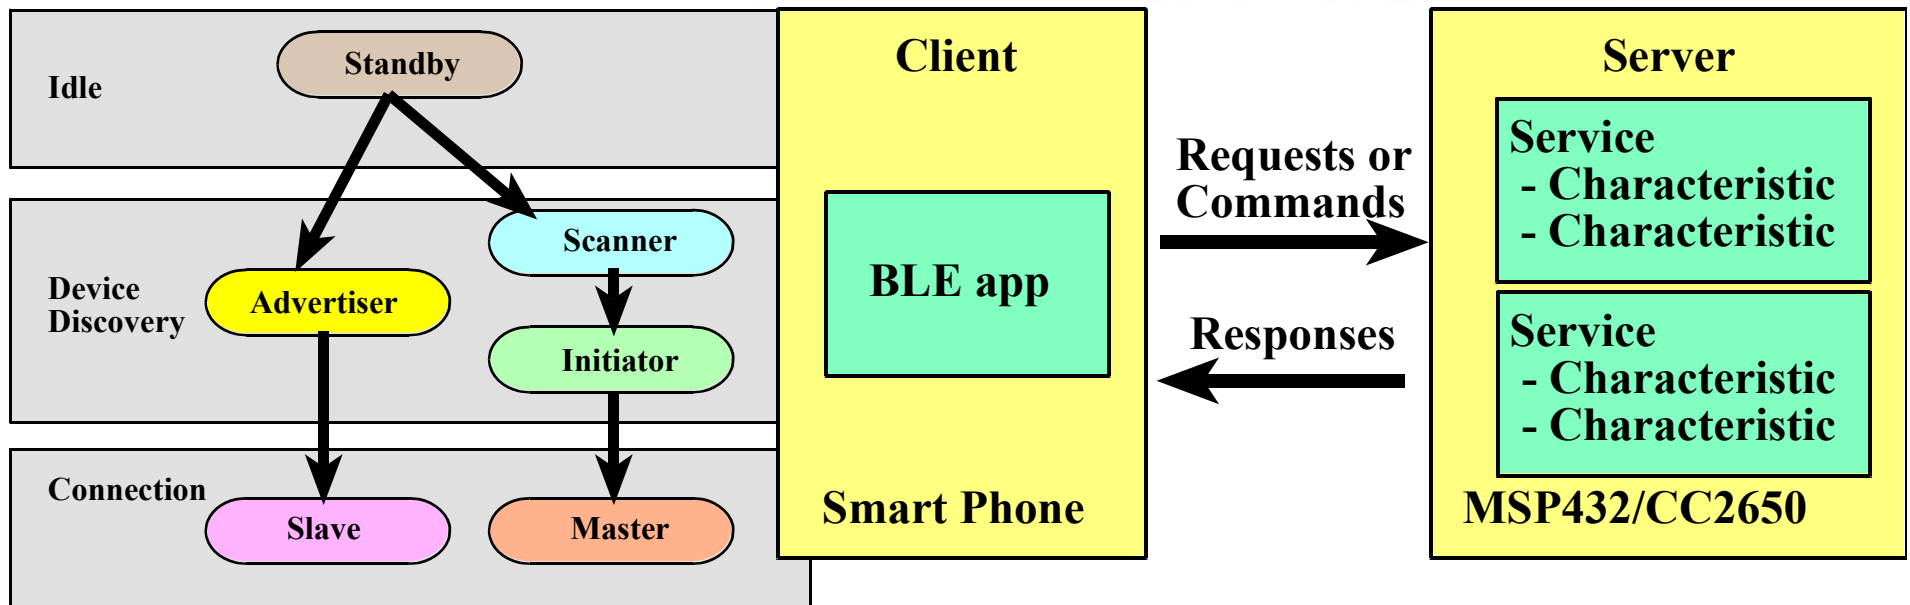 Idle
Standby
Device
Discovery
Scanner
Advertiser
Initiator
Connection
Slave
Master
Client
BLE app
Smart Phone
Requests or
Commands
Responses
Server
Service
- Characteristic
- Characteristic
Service
- Characteristic
- Characteristic
MSP432/CC2650